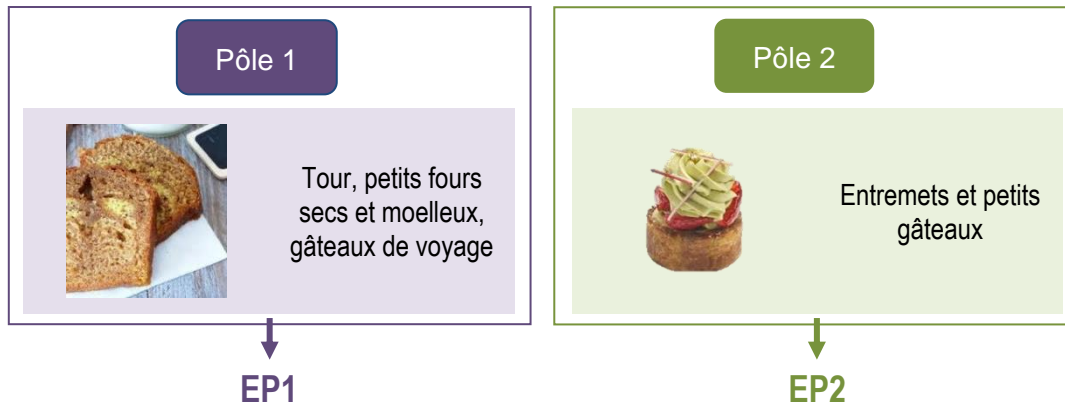 Pôle 1
Tour, petits fours
secs et moelleux,
gâteaux de voyage
EP1
Pôle 2
Entremets et petits
gâteaux
EP2